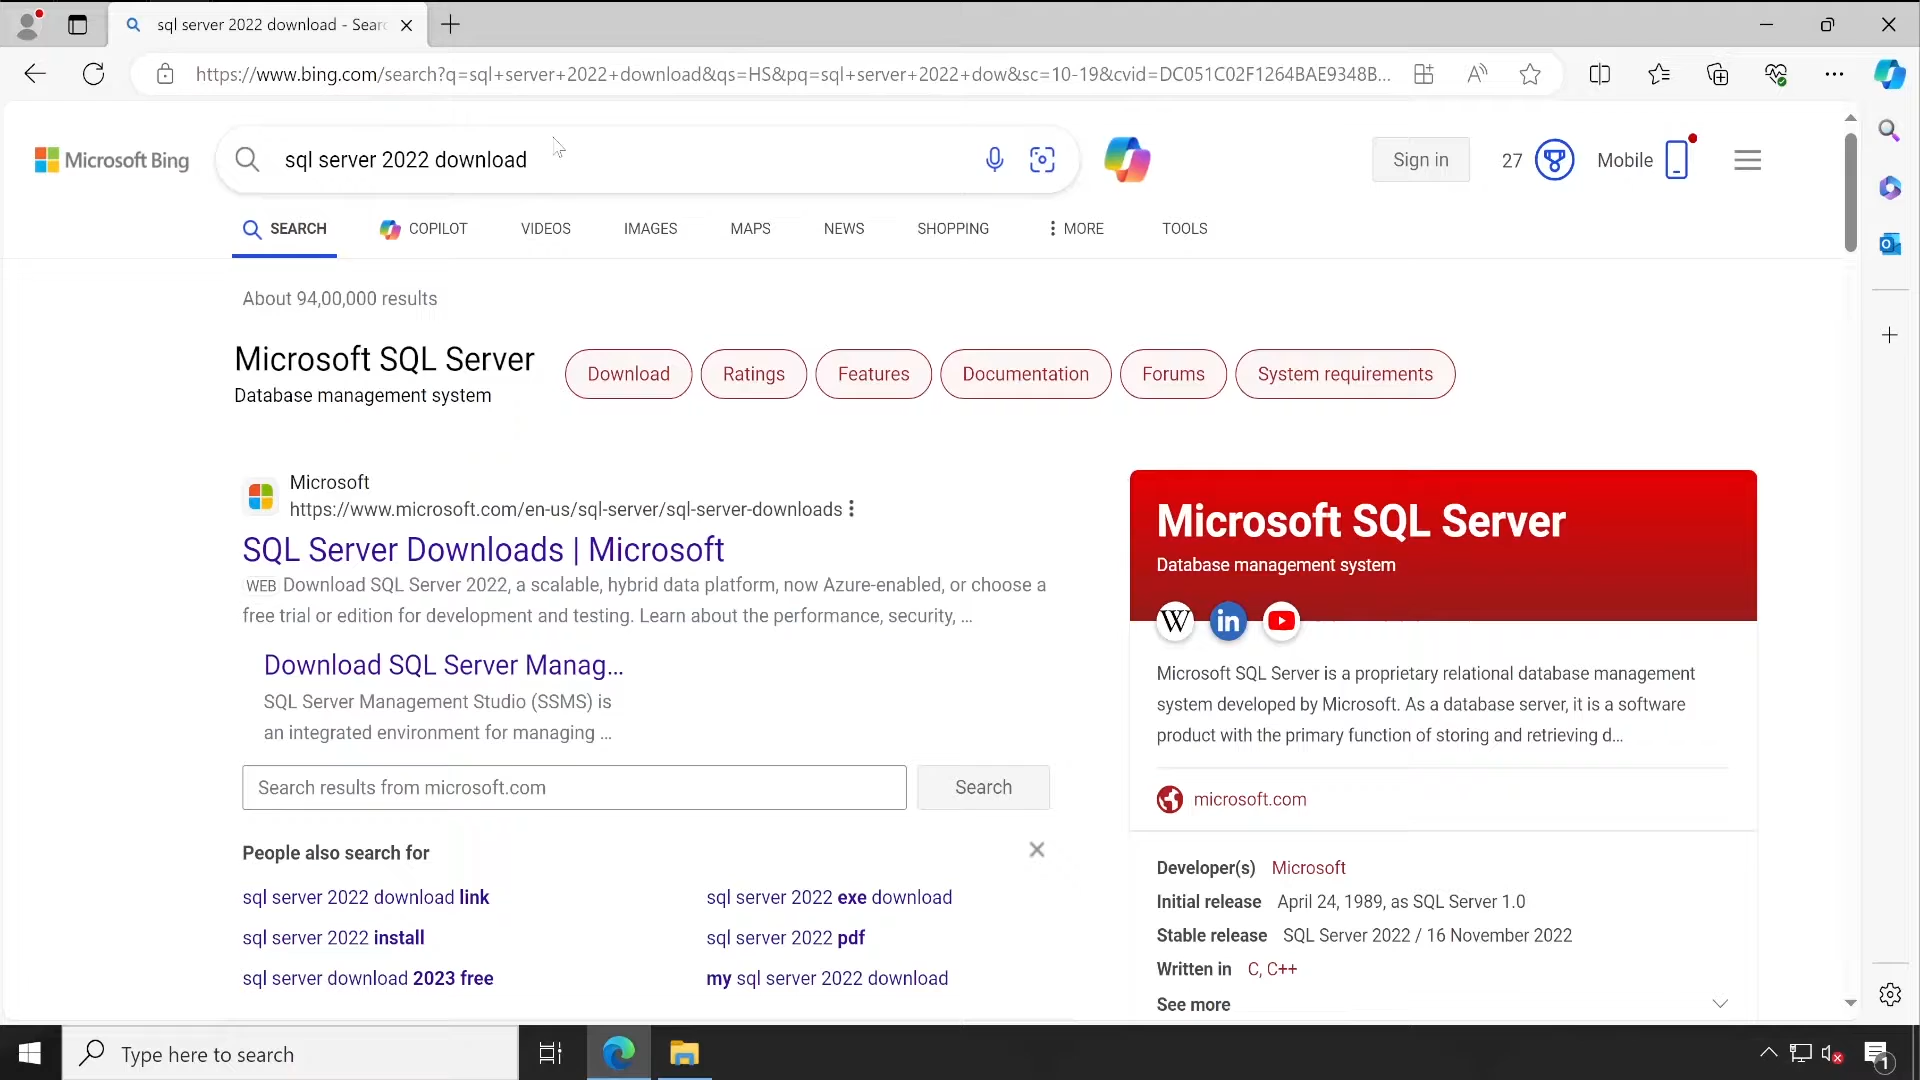 sql server 2022 download - Sear
https://www.bing.com/search?q=sql+server+2022+download&qs=HS&pq=sql+server+2022+dow&sc=10-19&cvid=DC051C02F1264BAE9348B...
Microsoft Bing
sql server 2022 download
Sign in
27
Mobile
SEARCH
COPILOT
VIDEOS
IMAGES
MAPS
NEWS
SHOPPING
MORE
TOOLS
About 94,00,000 results
Microsoft SQL Server
Database management system
Download
Ratings
Features
Documentation
Forums
System requirements
Microsoft
https://www.microsoft.com/en-us/sql-server/sql-server-downloads
SQL Server Downloads | Microsoft
WEB Download SQL Server 2022, a scalable, hybrid data platform, now Azure-enabled, or choose a
free trial or edition for development and testing. Learn about the performance, security, ...
Download SQL Server Manag...
SQL Server Management Studio (SSMS) is
an integrated environment for managing ...
Search results from microsoft.com
Search
People also search for
sql server 2022 download link
sql server 2022 exe download
sql server 2022 install
sql server 2022 pdf
sql server download 2023 free
my sql server 2022 download
Microsoft SQL Server
Database management system
W
in
Microsoft SQL Server is a proprietary relational database management
system developed by Microsoft. As a database server, it is a software
product with the primary function of storing and retrieving d...
microsoft.com
Developer(s) Microsoft
Initial release April 24, 1989, as SQL Server 1.0
Stable release SQL Server 2022 / 16 November 2022
Written in C, C++
See more
Type here to search
1